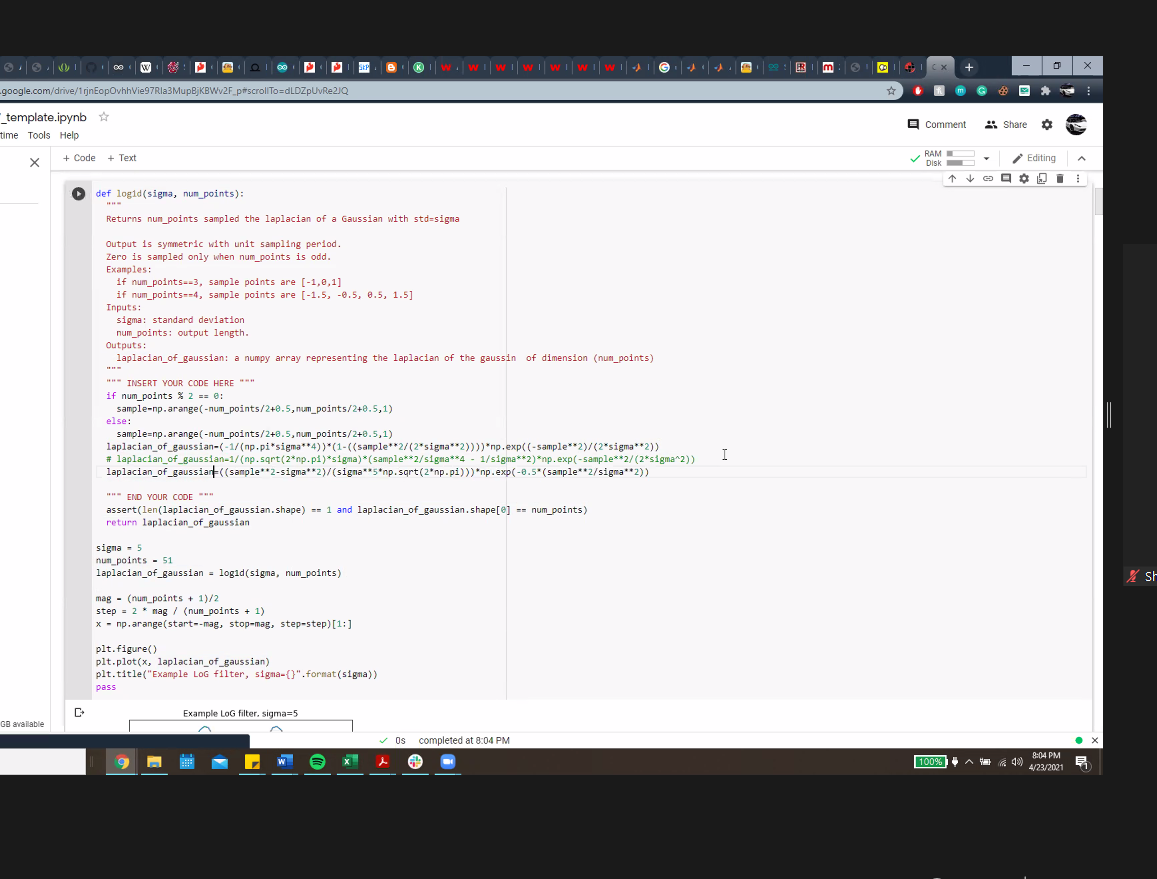 .google.com/drive/1rjnEopOvhhVie97Rla3MupBjKBWv2F_p#scrollTo=dLDZpUvRe2JQ
_template.ipynb
time Tools Help
Comment Share
+ Code + Text
RAM
Disk
Editing
def log1d(sigma, num_points):
"""
Returns num_points sampled the laplacian of a Gaussian with std=sigma
Output is symmetric with unit sampling period.
Zero is sampled only when num_points is odd.
Examples:
if num_points==3, sample points are [-1,0,1]
if num_points==4, sample points are [-1.5, -0.5, 0.5, 1.5]
Inputs:
sigma: standard deviation
num_points: output length.
Outputs:
laplacian_of_gaussian: a numpy array representing the laplacian of the gaussin  of dimension (num_points)
"""
""" INSERT YOUR CODE HERE """
if num_points % 2 == 0:
sample=np.arange(-num_points/2+0.5,num_points/2+0.5,1)
else:
sample=np.arange(-num_points/2+0.5,num_points/2+0.5,1)
laplacian_of_gaussian=(-1/(np.pi*sigma**4))*(1-((sample**2/(2*sigma**2))))*np.exp((-sample**2)/(2*sigma**2))
# laplacian_of_gaussian=1/(np.sqrt(2*np.pi)*sigma)*(sample**2/sigma**4 - 1/sigma**2)*np.exp(-sample**2/(2*sigma^2))
laplacian_of_gaussian=((sample**2-sigma**2)/(sigma**5*np.sqrt(2*np.pi)))*np.exp(-0.5*(sample**2/sigma**2))
""" END YOUR CODE """
assert(len(laplacian_of_gaussian.shape) == 1 and laplacian_of_gaussian.shape[0] == num_points)
return laplacian_of_gaussian
sigma = 5
num_points = 51
laplacian_of_gaussian = log1d(sigma, num_points)
mag = (num_points + 1)/2
step = 2 * mag / (num_points + 1)
x = np.arange(start=-mag, stop=mag, step=step)[1:]
plt.figure()
plt.plot(x, laplacian_of_gaussian)
plt.title("Example LoG filter, sigma={}".format(sigma))
pass
Example LoG filter, sigma=5
GB available
0s completed at 8:04 PM
100%
8:04 PM
4/23/2021
Sh